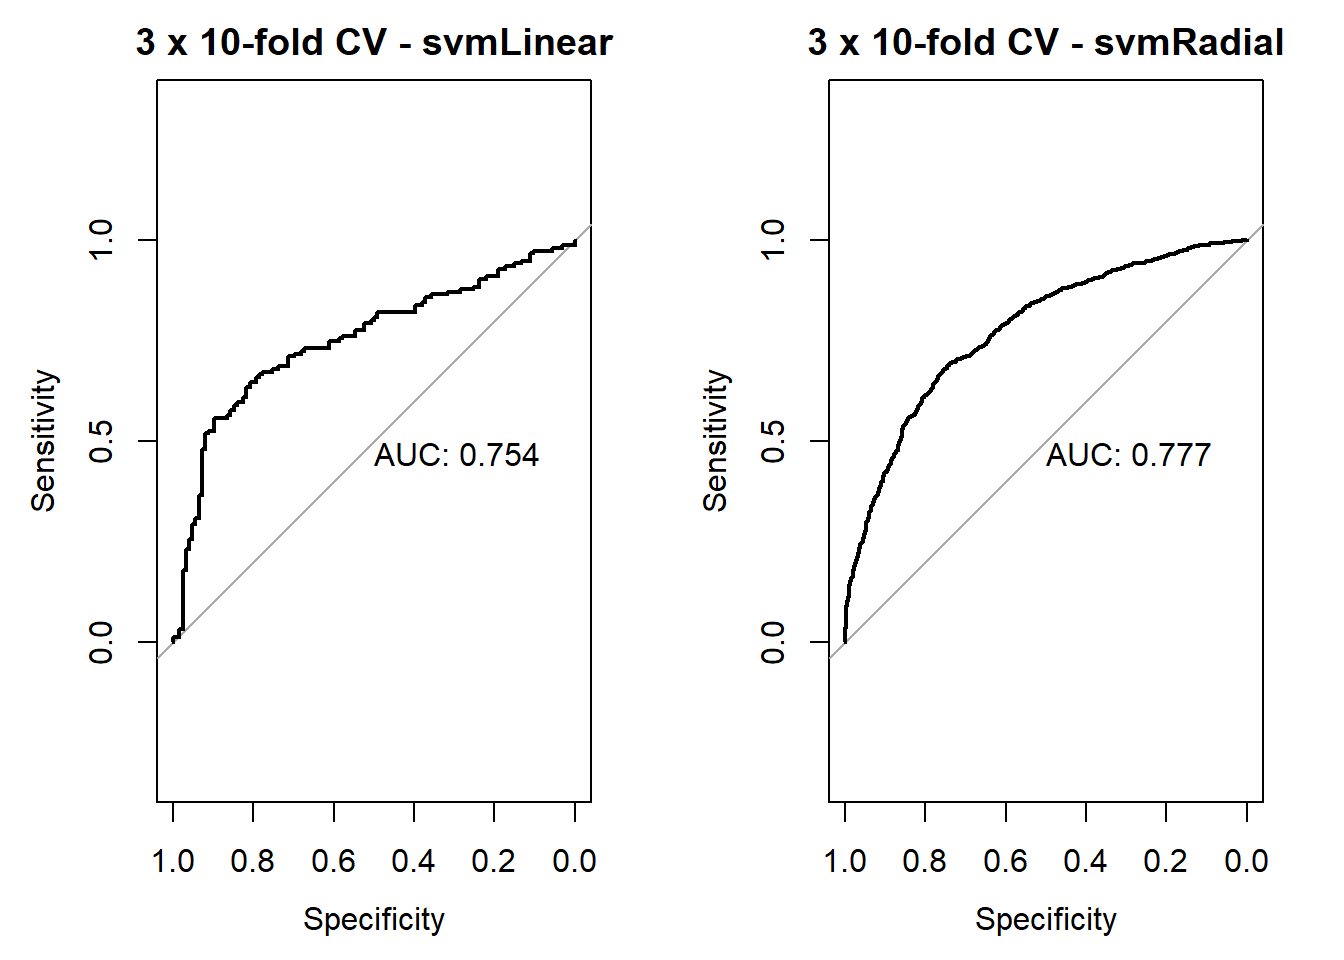 3 x 10-fold CV - svmLinear
Sensitivity
1.0
0.5
0.0
AUC: 0.754
1.0 0.8 0.6 0.4 0.2 0.0
Specificity
3 x 10-fold CV - svmRadial
Sensitivity
1.0
0.5
0.0
AUC: 0.777
1.0 0.8 0.6 0.4 0.2 0.0
Specificity